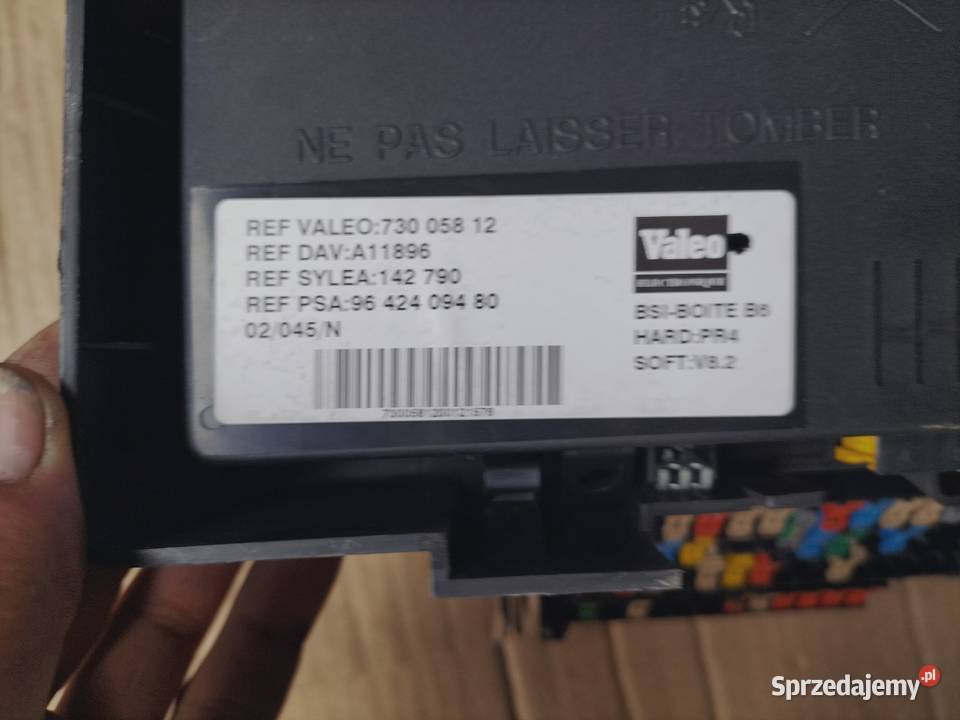 NE PAS LAISSER TOMBER
REF VALEO:730 058 12
REF DAV:A11896
REF SYLEA:142 790
REF PSA:96 424 094 80
02/045/N
Valeo
BSI-BOITE B6
HARD:PR4
SOFT:V8.2
Sprzedajemy.pl